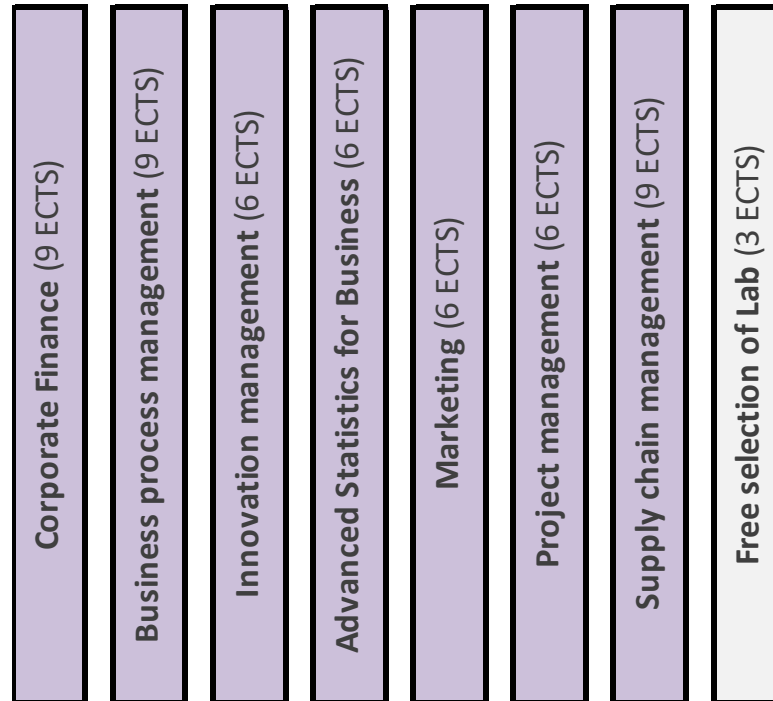 Corporate Finance (9 ECTS)
Business process management (9 ECTS)
Innovation management (6 ECTS)
Advanced Statistics for Business (6 ECTS)
Marketing (6 ECTS)
Project management (6 ECTS)
Supply chain management (9 ECTS)
Free selection of Lab (3 ECTS)